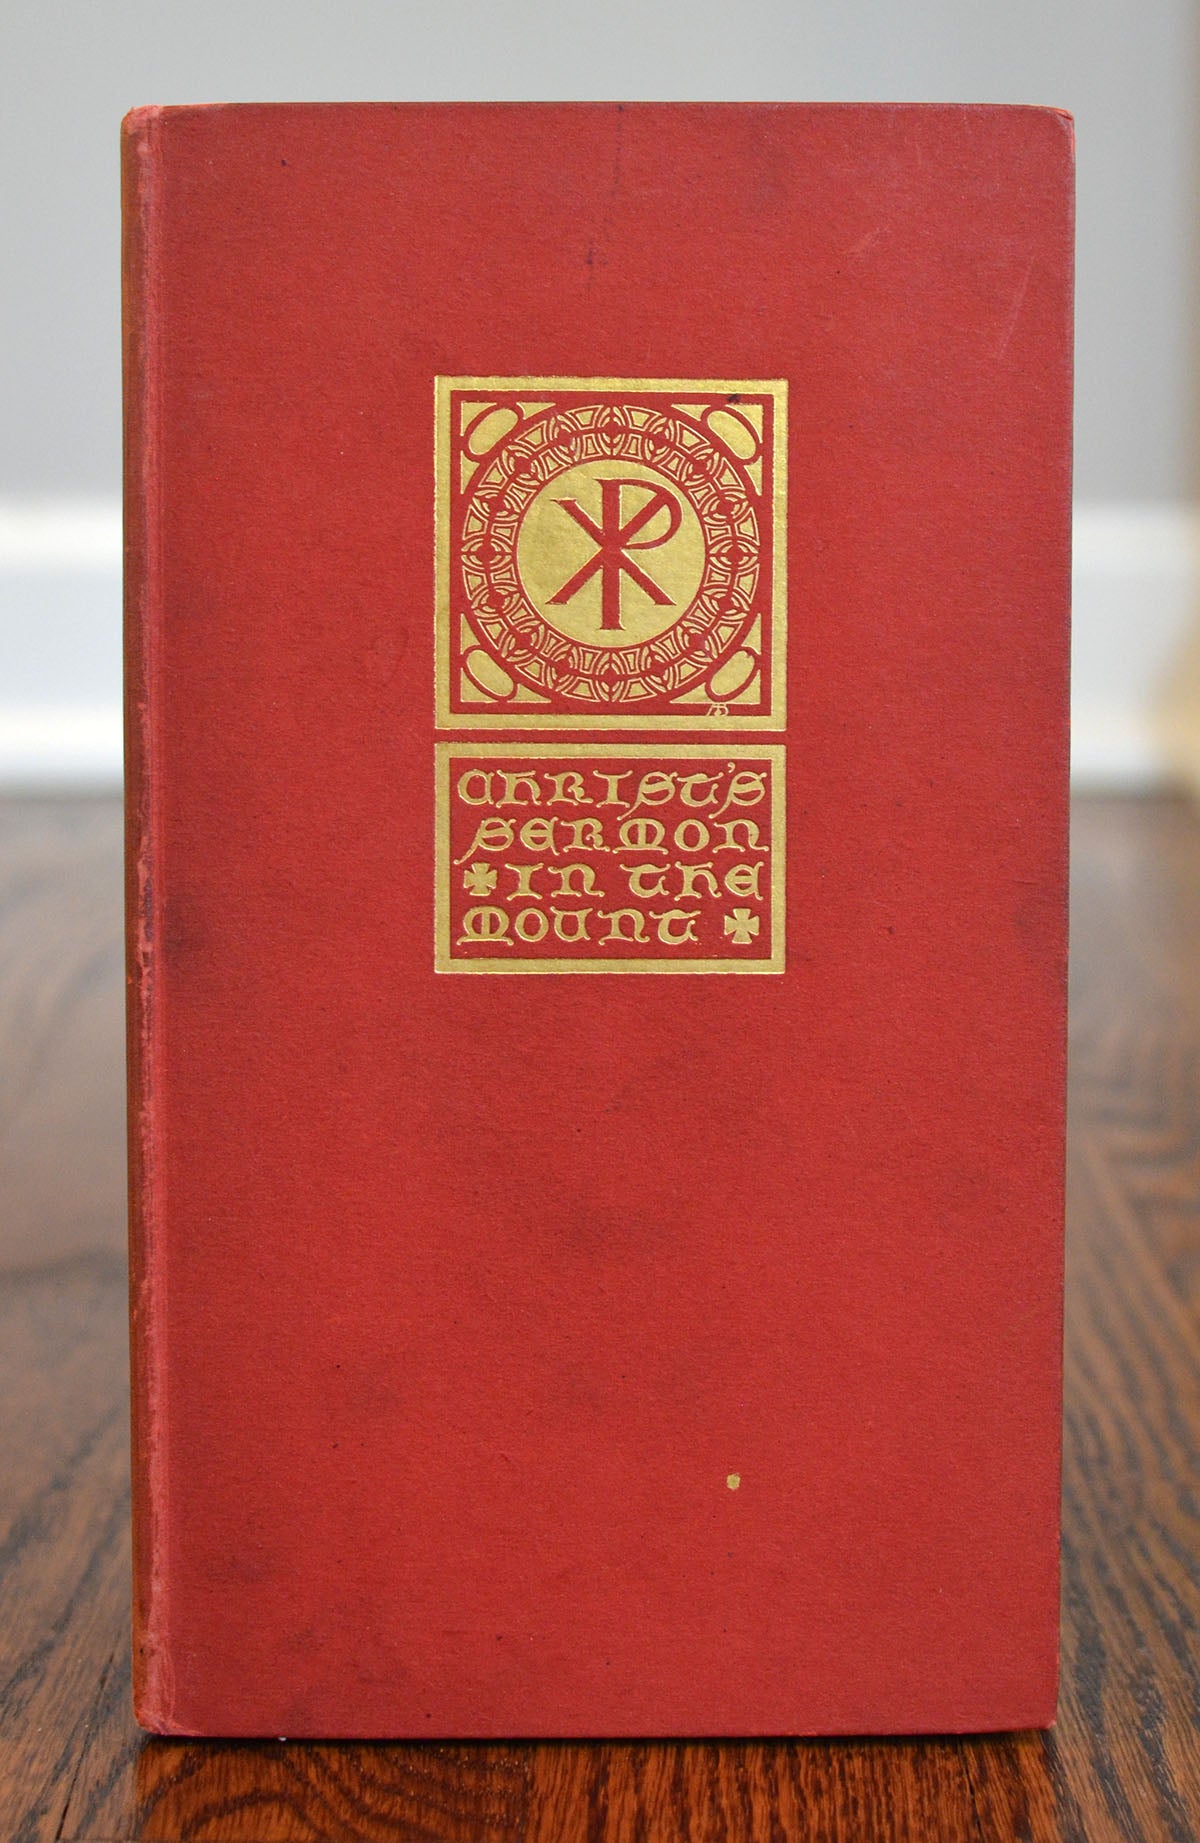 ☧
CHRIST'S
SERMON
✠ IN THE
MOUNT ✠